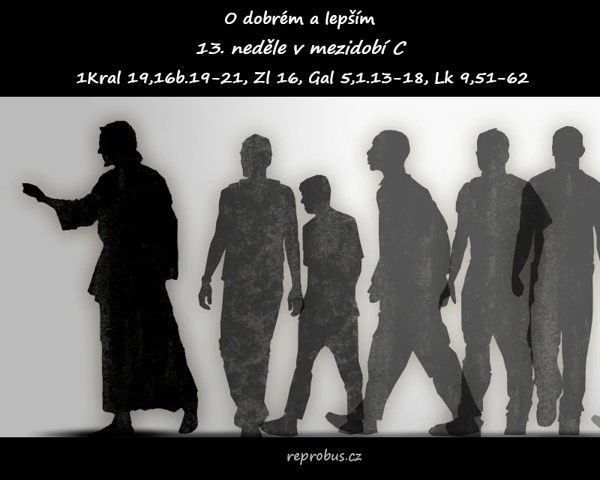 O dobrém a lepším
13. neděle v mezidobí C
1Kral 19,16b.19-21, Zl 16, Gal 5,1.13-18, Lk 9,51-62
reprobus.cz